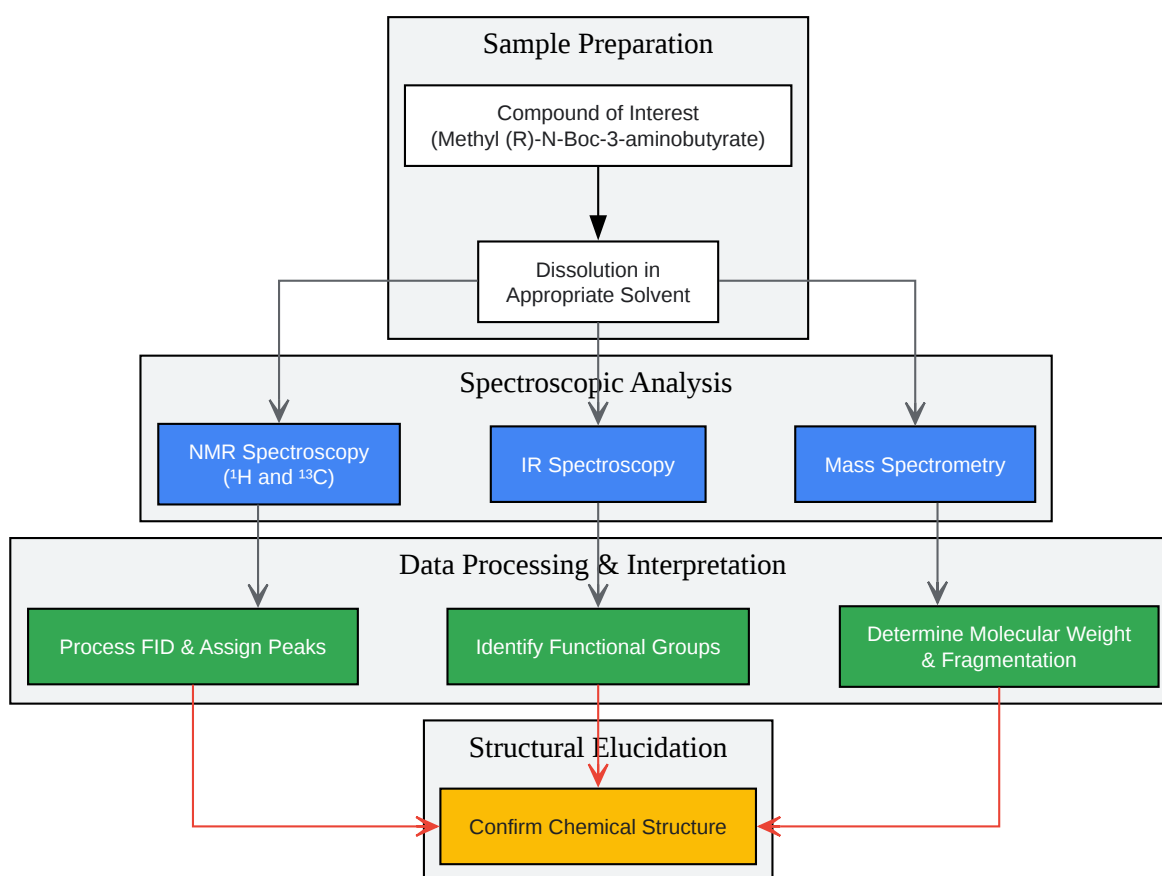 Sample Preparation
Compound of Interest
(Methyl (R)-N-Boc-3-aminobutyrate)
Dissolution in
Appropriate Solvent
Spectroscopic Analysis
NMR Spectroscopy
(¹H and ¹³C)
IR Spectroscopy
Mass Spectrometry
Data Processing & Interpretation
Process FID & Assign Peaks
Identify Functional Groups
Determine Molecular Weight
& Fragmentation
Structural Elucidation
Confirm Chemical Structure